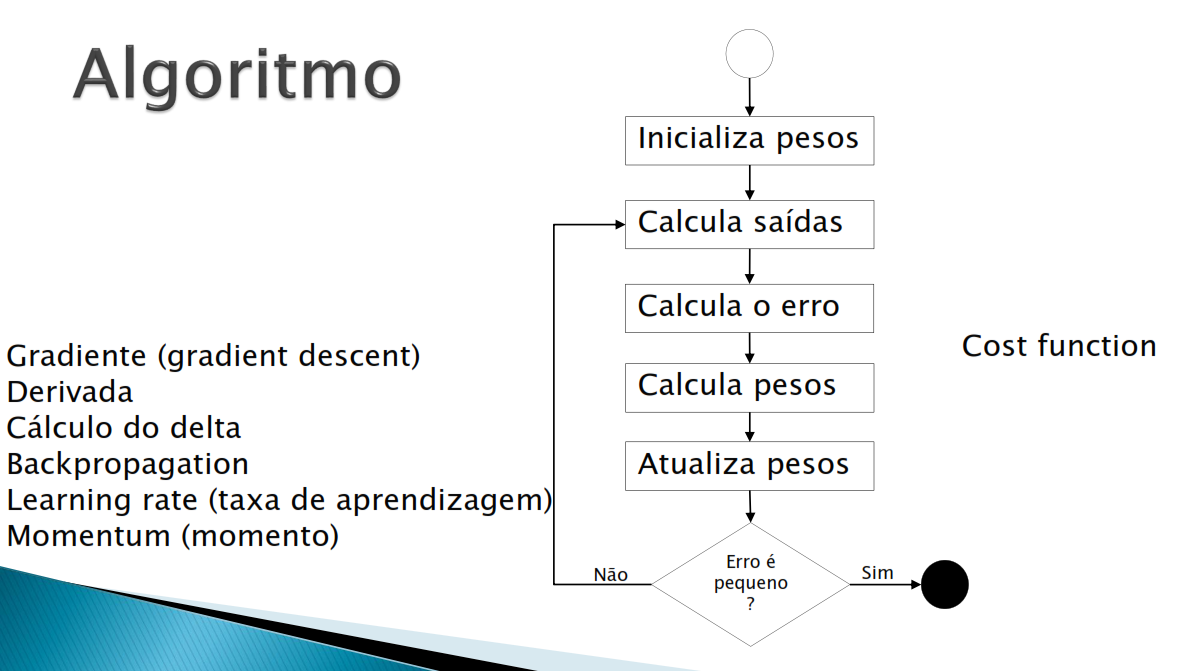 Algoritmo
Inicializa pesos
Calcula saídas
Calcula o erro
Calcula pesos
Atualiza pesos
Erro é
pequeno
?
Não
Sim
Cost function
Gradiente (gradient descent)
Derivada
Cálculo do delta
Backpropagation
Learning rate (taxa de aprendizagem)
Momentum (momento)